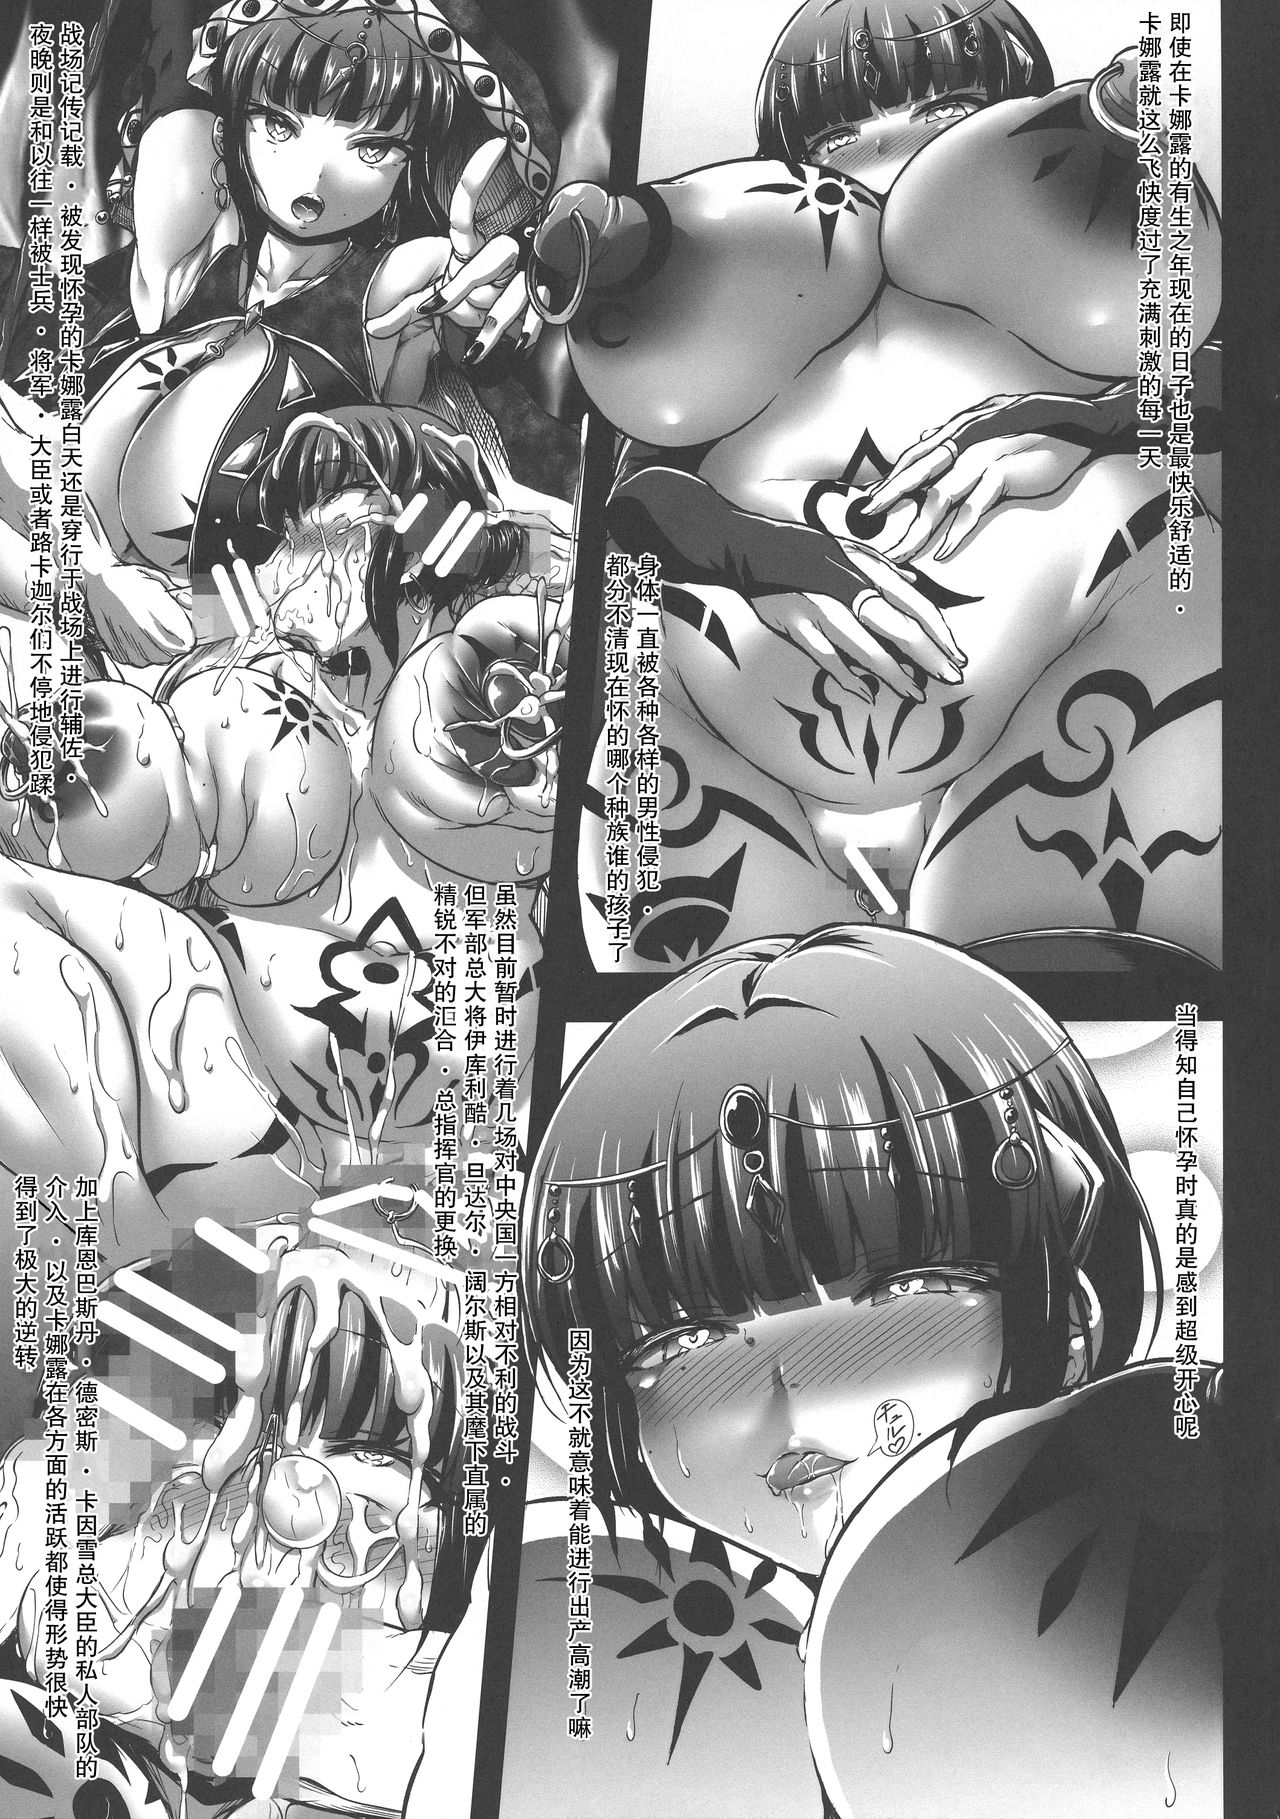 即使在卡娜露的有生之年现在的日子也是最快乐舒适的．
卡娜露就这么飞快度过了充满刺激的每一天
身体一直被各种各样的男性侵犯．
都分不清现在怀的哪个种族谁的孩子了
战场记传记载．被发现怀孕的卡娜露白天还是穿行于战场上进行辅佐．
夜晚则是和以往一样被士兵．将军．大臣或者路卡迦尔们不停地侵犯蹂
当得知自己怀孕时真的是感到超级开心呢
チュル♡
因为这不就意味着能进行出产高潮了嘛
虽然目前暂时进行着几场对中央国一方相对不利的战斗．
但军部总大将伊库利酷．旦达尔．阔尔斯以及其麾下直属的
精锐不对的汇合．总指挥官的更换
加上库恩巴斯丹．德密斯．卡因雪总大臣的私人部队的
介入．以及卡娜露在各方面的活跃都使得形势很快
得到了极大的逆转